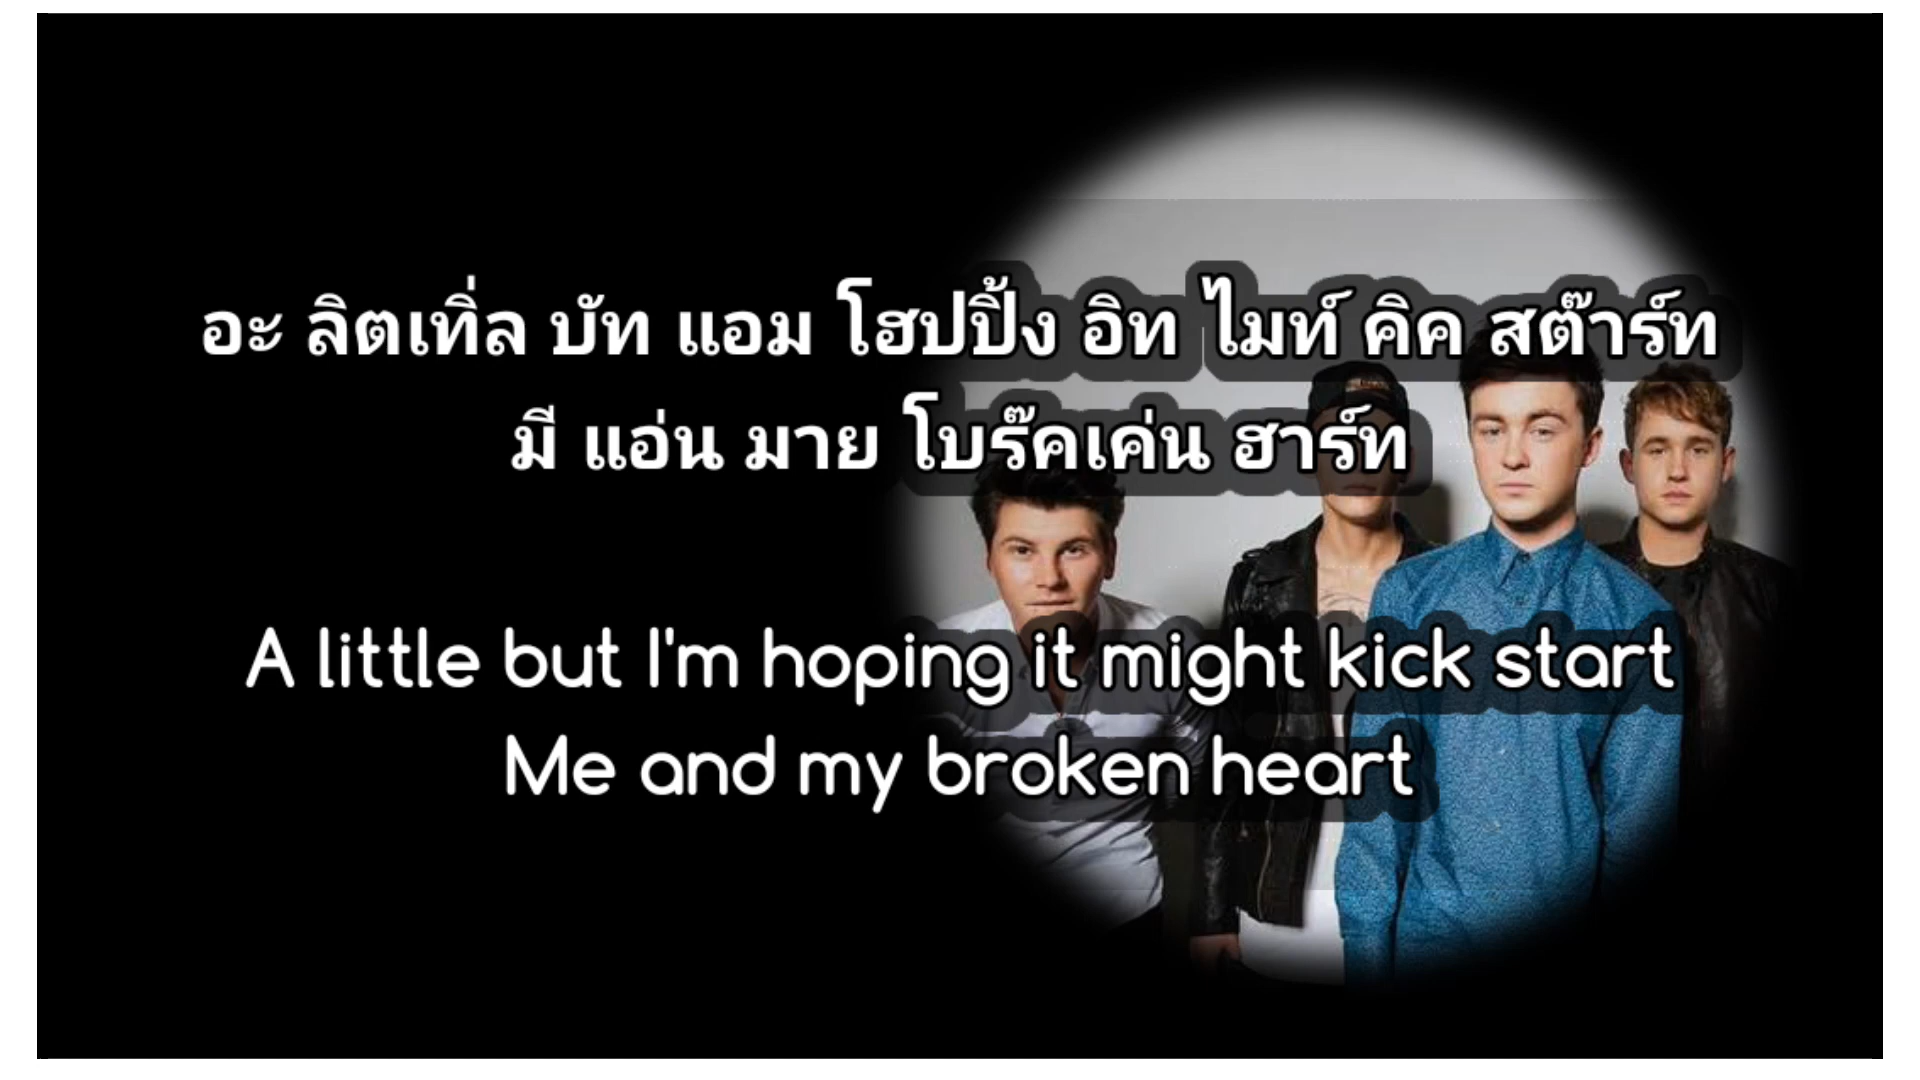 อะ ลิตเทิ่ล บัท แอม โฮปปิ้ง อิท ไมท์ คิค สต๊าร์ท
มี แอ่น มาย โบร๊คเค่น ฮาร์ท
A little but I'm hoping it might kick start
Me and my broken heart